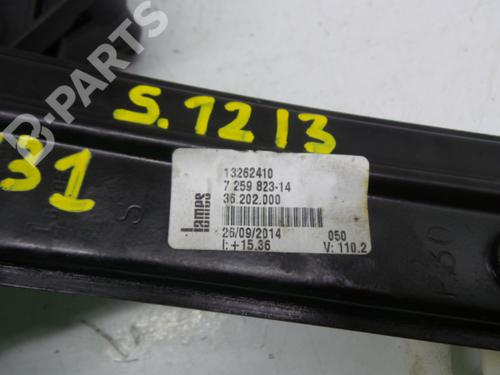 B-PARTS
S.1213
31
13262410
7 259 823-14
36.202.000
lames
26/09/2014 050
I:+15.36 V: 110.2
S
P30